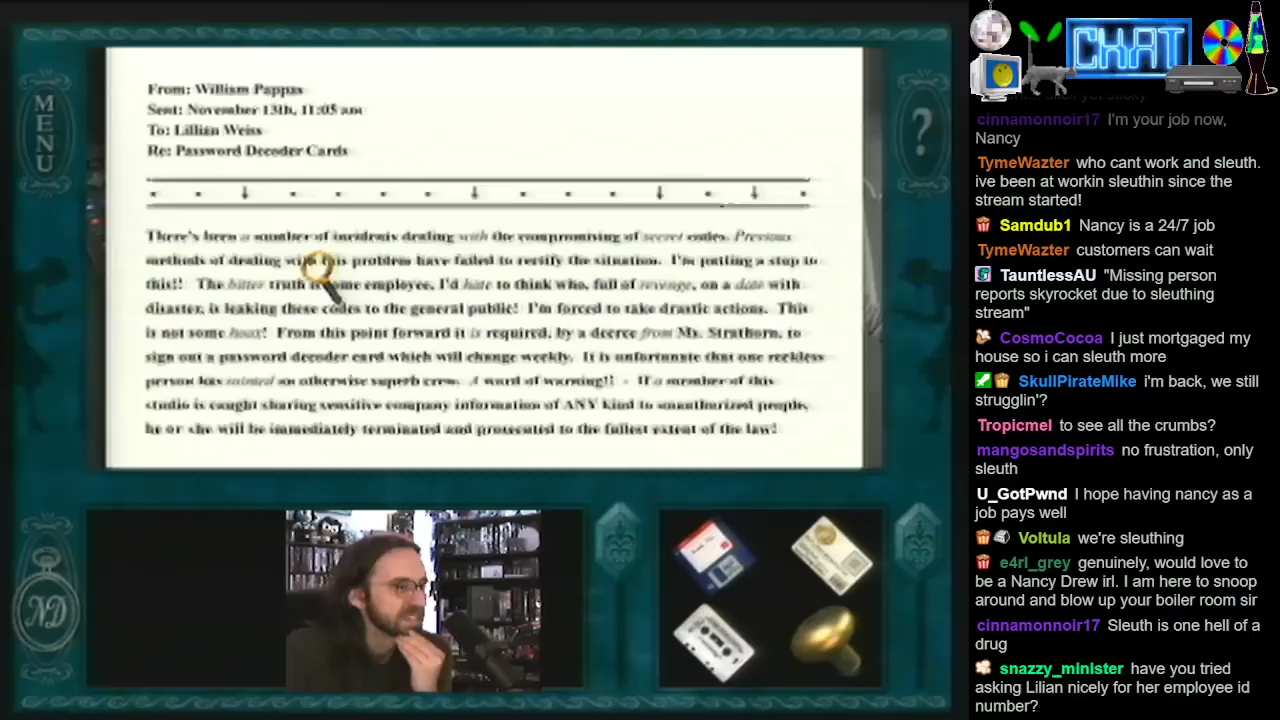 MENU
?
From: William Pappas
Sent: November 13th, 11:05 am
To: Lillian Weiss
Re: Password Decoder Cards
There's been a number of incidents dealing with the compromising of secret codes. Previous
methods of dealing with this problem have failed to rectify the situation. I'm putting a stop to
this!! The bitter truth is some employee, I'd hate to think who, full of revenge, on a date with
disaster, is leaking these codes to the general public! I'm forced to take drastic actions. This
is not some hoax! From this point forward it is required, by a decree from Ms. Strathorn, to
sign out a password decoder card which will change weekly. It is unfortunate that one reckless
person has tainted an otherwise superb crew. A word of warning!! - If a member of this
studio is caught sharing sensitive company information of ANY kind to unauthorized people,
he or she will be immediately terminated and prosecuted to the fullest extent of the law!
ND
CHAT
cinnamonnoir17 I'm your job now,
Nancy
TymeWazter who cant work and sleuth.
ive been at workin sleuthin since the
stream started!
Samdub1 Nancy is a 24/7 job
TymeWazter customers can wait
TauntlessAU "Missing person
reports skyrocket due to sleuthing
stream"
CosmoCocoa I just mortgaged my
house so i can sleuth more
SkullPirateMike i'm back, we still
strugglin'?
Tropicmel to see all the crumbs?
mangosandspirits no frustration, only
sleuth
U_GotPwnd I hope having nancy as a
job pays well
Voltula we're sleuthing
e4rl_grey genuinely, would love to
be a Nancy Drew irl. I am here to snoop
around and blow up your boiler room sir
cinnamonnoir17 Sleuth is one hell of a
drug
snazzy_minister have you tried
asking Lilian nicely for her employee id
number?